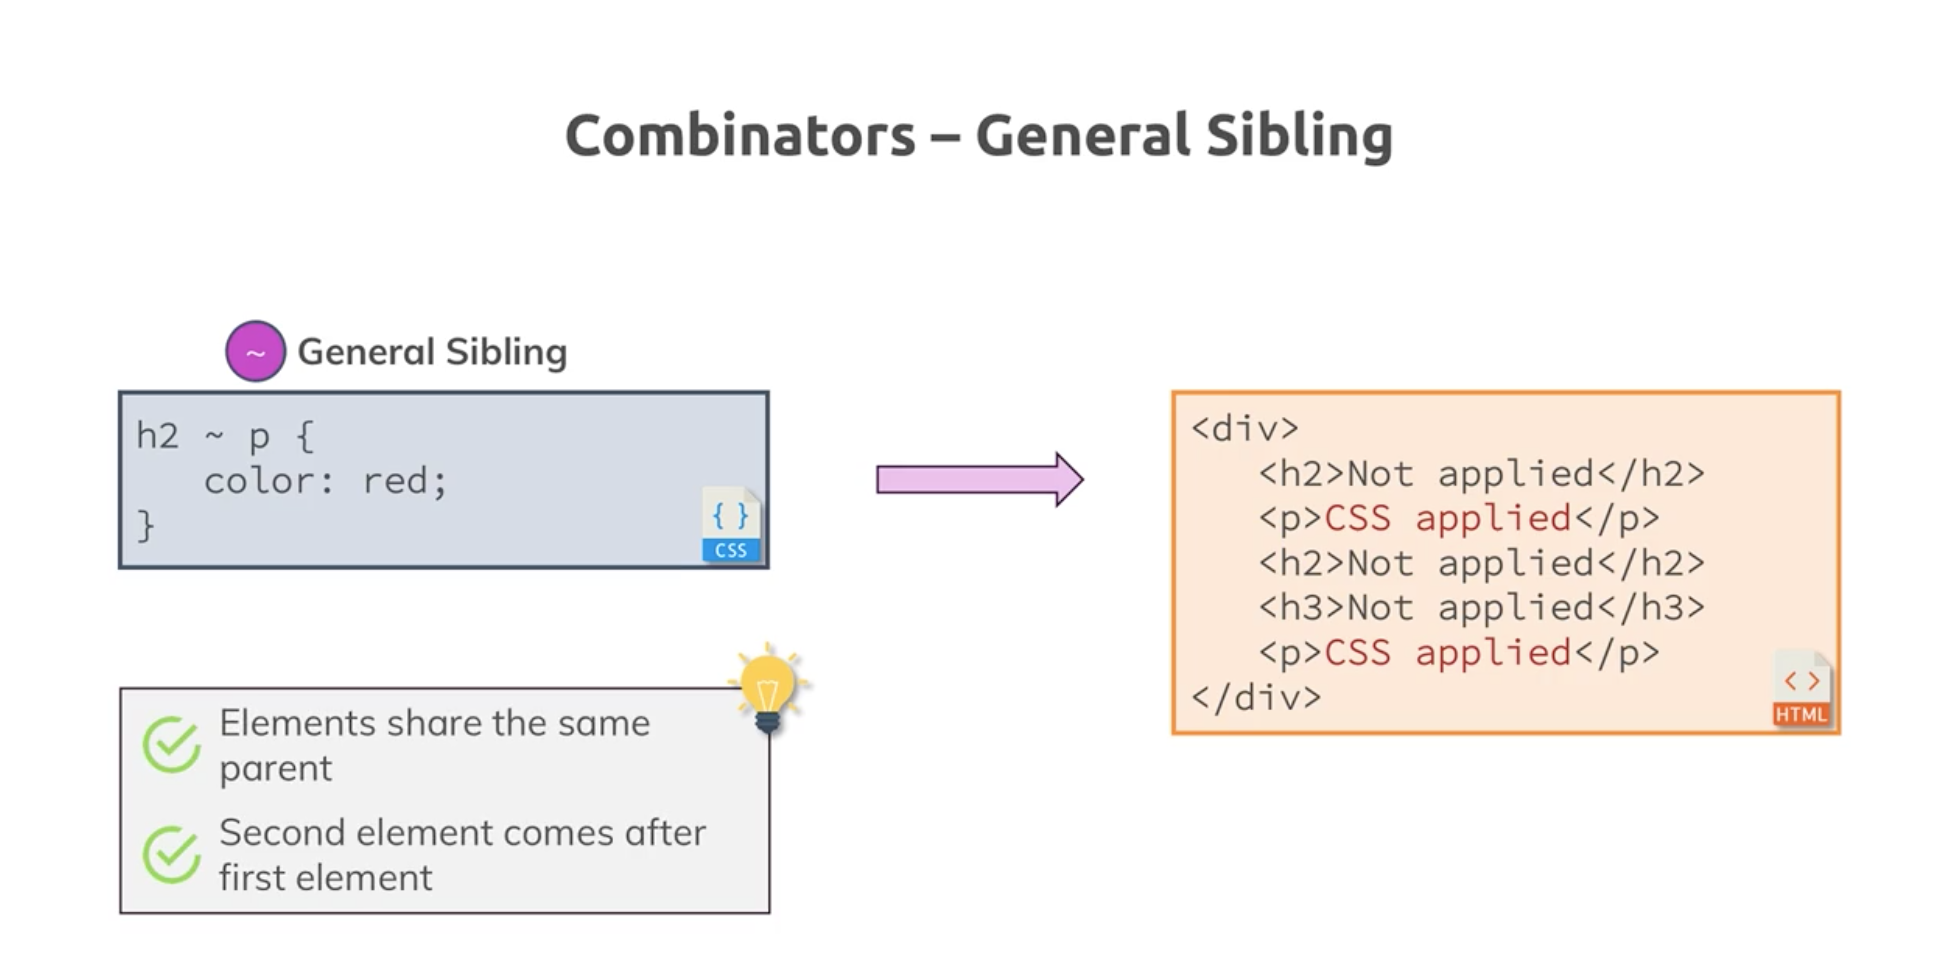 Combinators – General Sibling
~ General Sibling
h2 ~ p {
color: red;
}
{ }
CSS
<div>
<h2>Not applied</h2>
<p>CSS applied</p>
<h2>Not applied</h2>
<h3>Not applied</h3>
<p>CSS applied</p>
</div>
< >
HTML
Elements share the same
parent
Second element comes after
first element